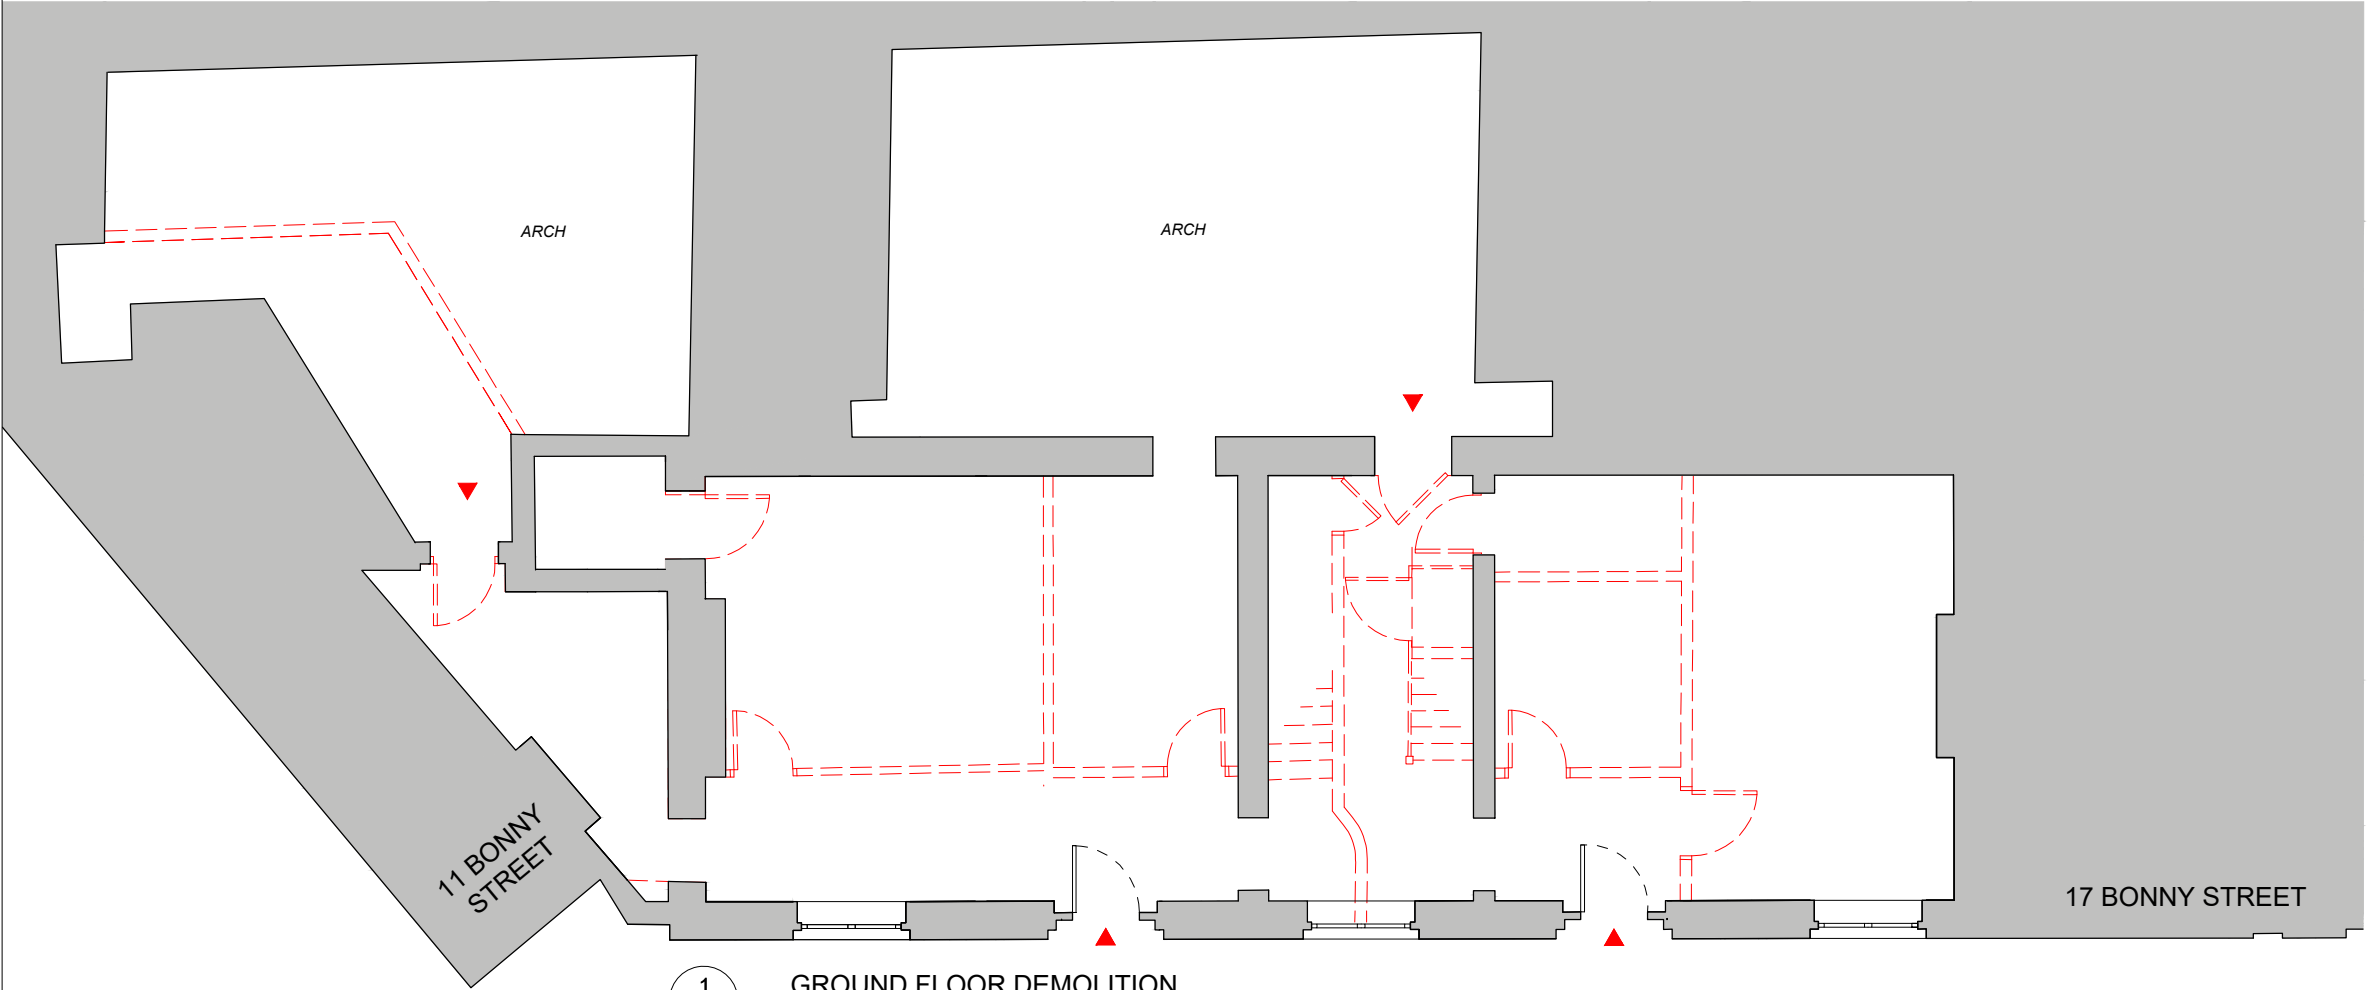 ARCH
ARCH
11 BONNY
STREET
17 BONNY STREET
1
GROUND FLOOR DEMOLITION